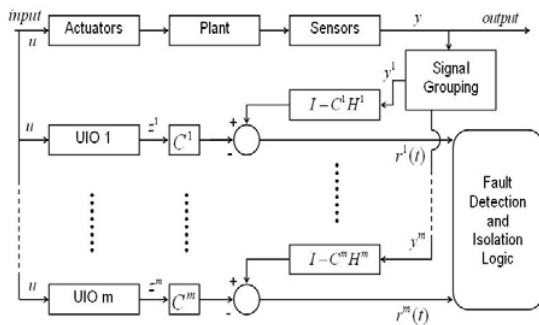 input
u
Actuators
Plant
Sensors
y
output
Signal
Grouping
y¹
I – C¹H¹
u
UIO 1
z¹
C¹
+
-
r¹(t)
Fault
Detection
and
Isolation
Logic
yᵐ
I – CᵐHᵐ
u
UIO m
zᵐ
Cᵐ
+
-
rᵐ(t)